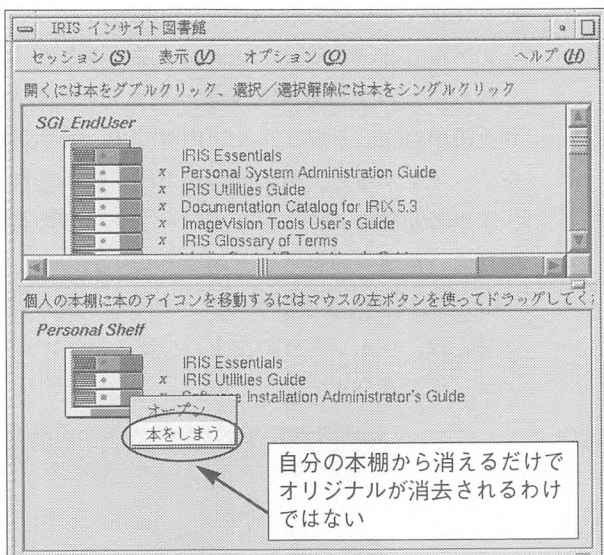 IRIS インサイト図書館
セッション(S) 表示(V) オプション(O) ヘルプ(H)
開くには本をダブルクリック、選択／選択解除には本をシングルクリック
SGI_EndUser
IRIS Essentials
x Personal System Administration Guide
x IRIS Utilities Guide
x Documentation Catalog for IRIX 5.3
x ImageVision Tools User's Guide
x IRIS Glossary of Terms
個人の本棚に本のアイコンを移動するにはマウスの左ボタンを使ってドラッグしてく
Personal Shelf
IRIS Essentials
x IRIS Utilities Guide
x Software Installation Administrator's Guide
オープン
本をしまう
自分の本棚から消えるだけで
オリジナルが消去されるわけ
ではない